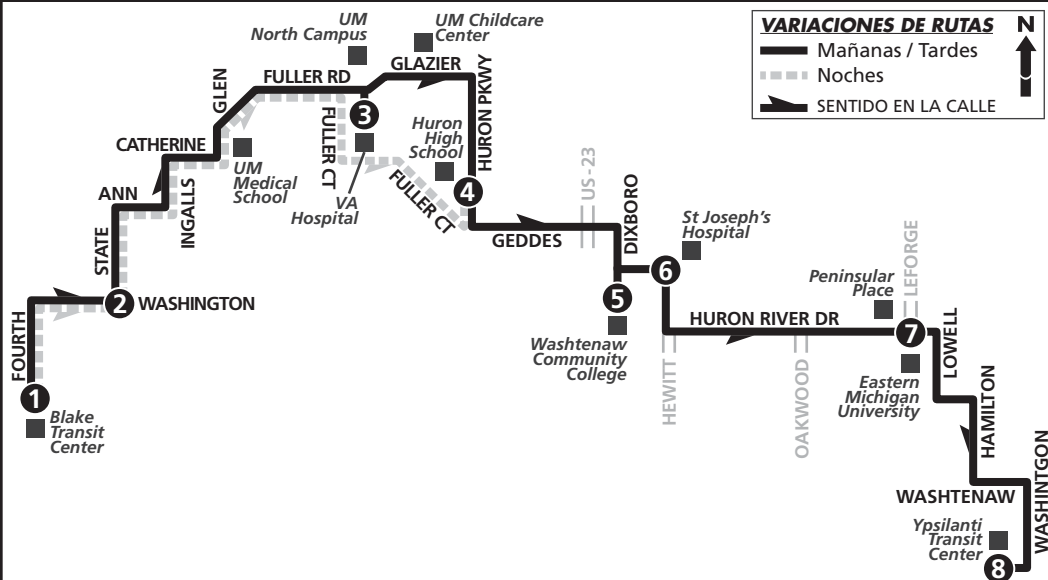 UM
North Campus
UM Childcare
Center
VARIACIONES DE RUTAS
N
Mañanas / Tardes
Noches
SENTIDO EN LA CALLE
GLAZIER
FULLER RD
GLEN
HURON PKWY
3
Huron
High
School
CATHERINE
UM
Medical
School
FULLER CT
VA
Hospital
FULLER CT
4
US-23
ANN
INGALLS
STATE
GEDDES
DIXBORO
St Joseph's
Hospital
6
5
Washtenaw
Community
College
2
WASHINGTON
FOURTH
1
Blake
Transit
Center
Peninsular
Place
LEFORGE
HURON RIVER DR
7
LOWELL
HEWITT
OAKWOOD
Eastern
Michigan
University
HAMILTON
WASHTENAW
WASHINTGON
Ypsilanti
Transit
Center
8